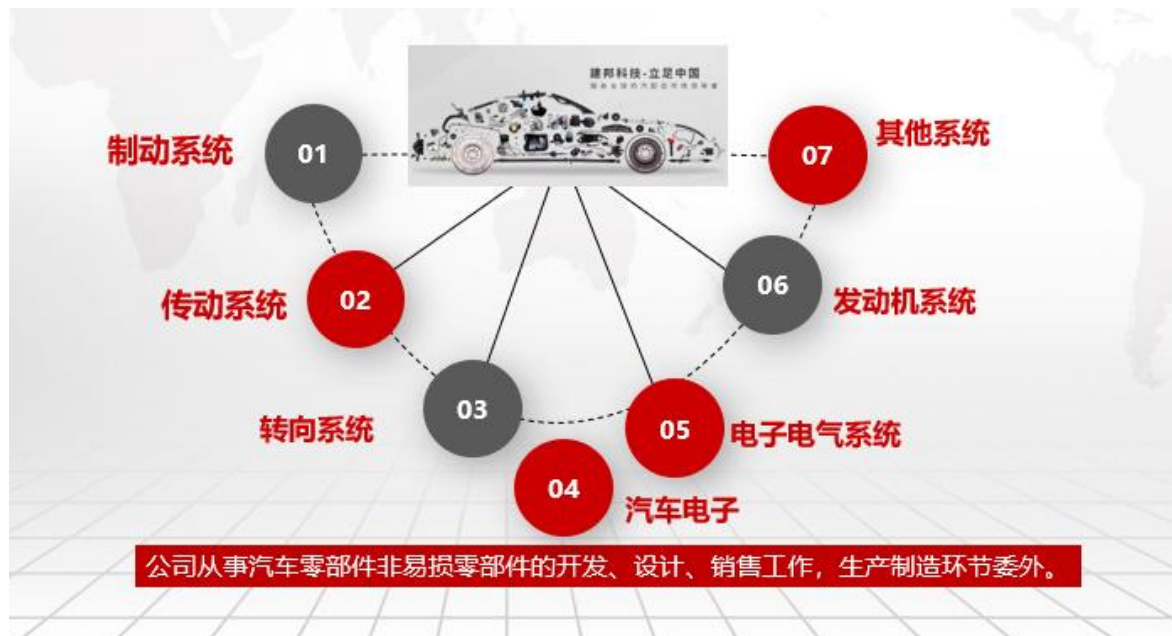 建邦科技-立足中国
制动系统
01
07
其他系统
传动系统
02
06
发动机系统
转向系统
03
05
电子电气系统
04
汽车电子
公司从事汽车零部件非易损零部件的开发、设计、销售工作，生产制造环节委外。